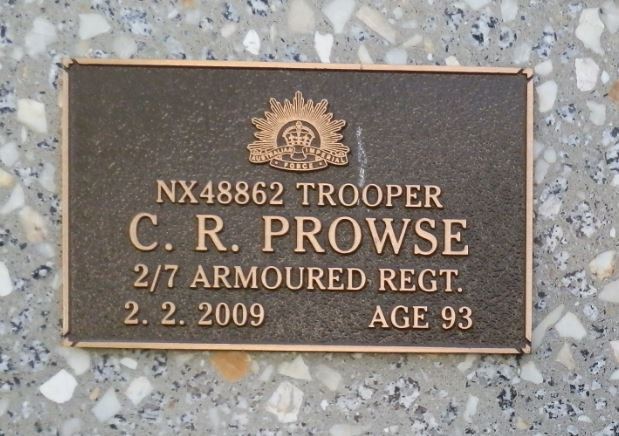 AUSTRALIAN IMPERIAL
FORCE
NX48862 TROOPER
C. R. PROWSE
2/7 ARMOURED REGT.
2. 2. 2009 AGE 93